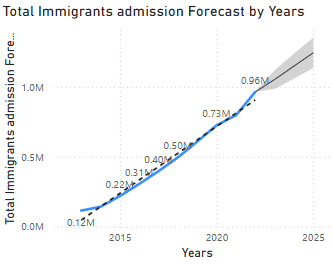 Total Immigrants admission Forecast by Years
Total Immigrants admission Fore...
1.0M
0.5M
0.0M
0.12M
0.22M
0.31M
0.40M
0.50M
0.73M
0.96M
2015
2020
2025
Years